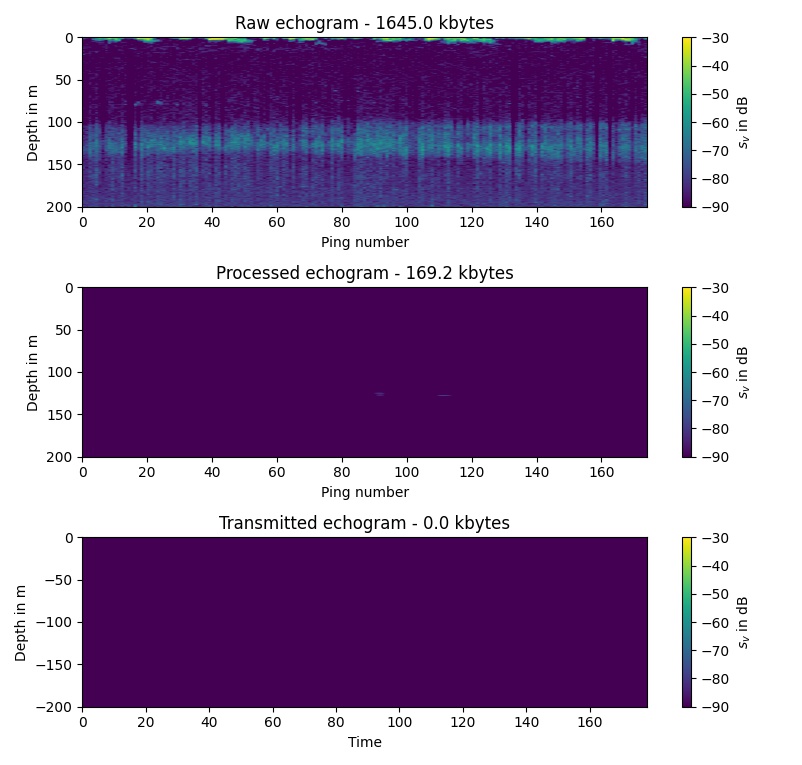 Raw echogram - 1645.0 kbytes
0
50
100
150
200
Depth in m
0 20 40 60 80 100 120 140 160
Ping number
−30
−40
−50
−60
−70
−80
−90
sv in dB
Processed echogram - 169.2 kbytes
0
50
100
150
200
Depth in m
0 20 40 60 80 100 120 140 160
Ping number
−30
−40
−50
−60
−70
−80
−90
sv in dB
Transmitted echogram - 0.0 kbytes
0
−50
−100
−150
−200
Depth in m
0 20 40 60 80 100 120 140 160
Time
−30
−40
−50
−60
−70
−80
−90
sv in dB